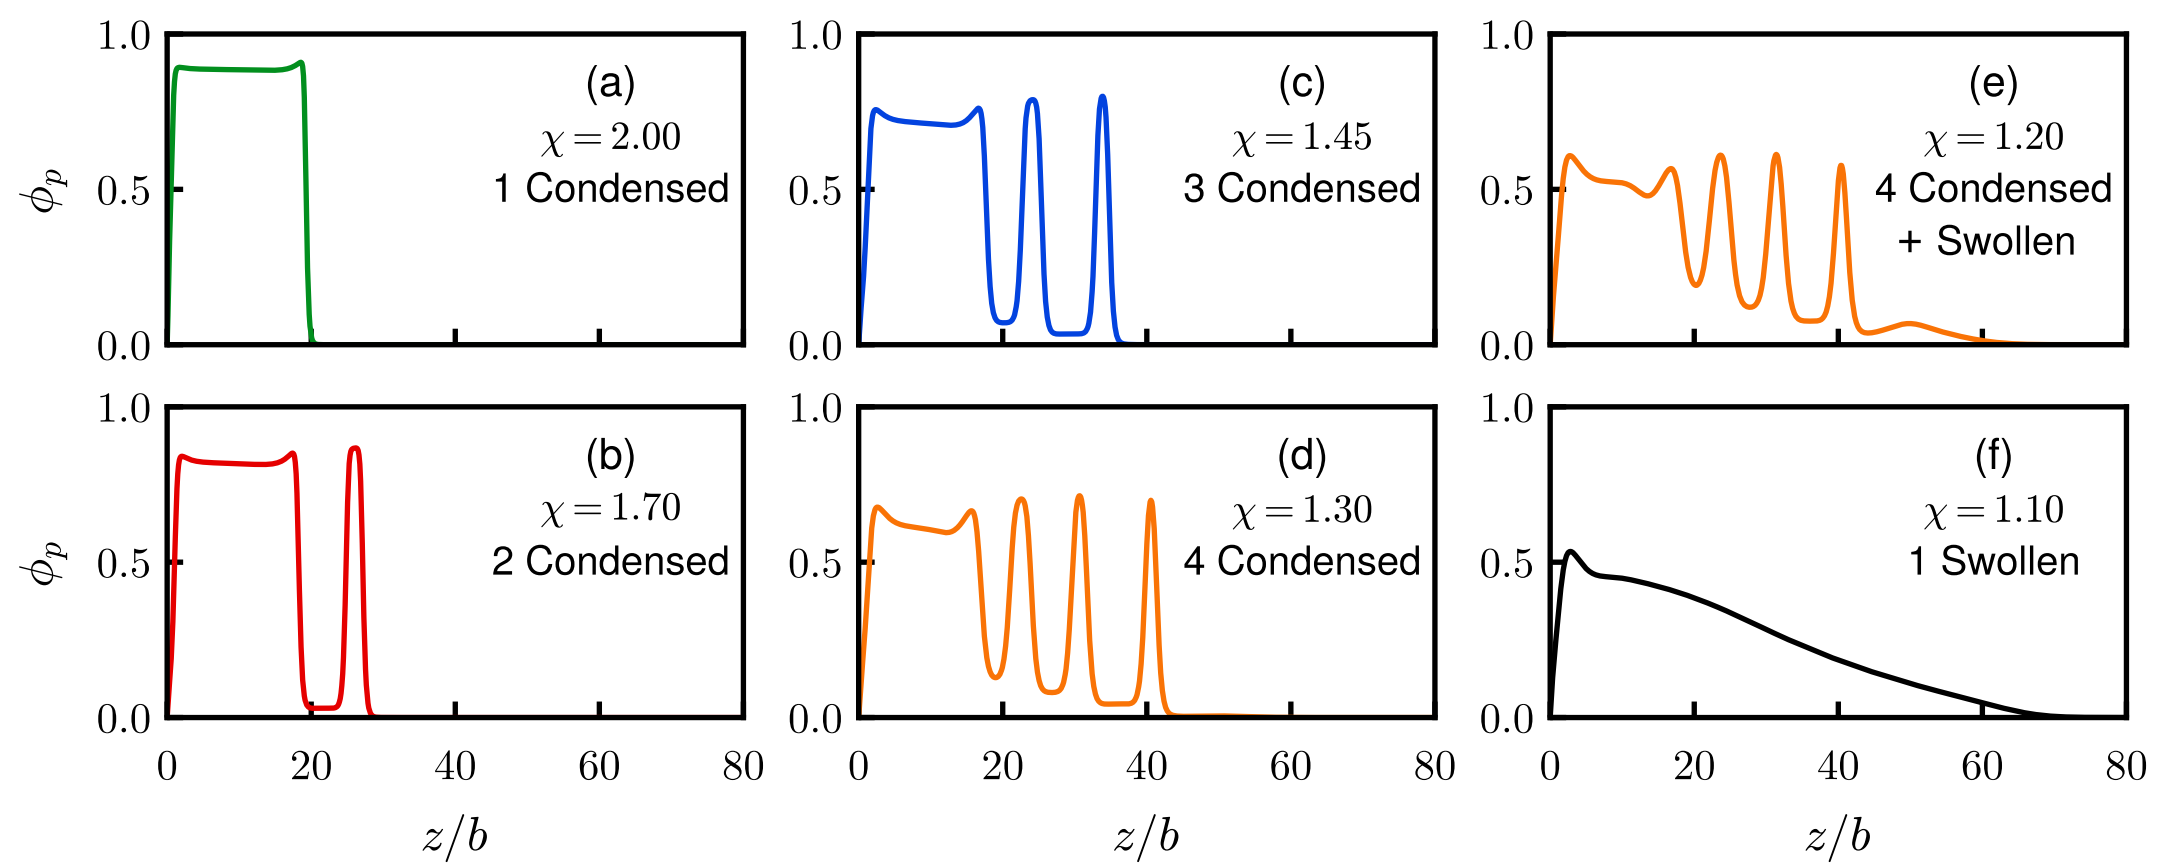 1.0
0.5
0.0
ϕp
(a)
χ = 2.00
1 Condensed
1.0
0.5
0.0
(c)
χ = 1.45
3 Condensed
1.0
0.5
0.0
(e)
χ = 1.20
4 Condensed
+ Swollen
1.0
0.5
0.0
ϕp
(b)
χ = 1.70
2 Condensed
0 20 40 60 80
z/b
1.0
0.5
0.0
(d)
χ = 1.30
4 Condensed
0 20 40 60 80
z/b
1.0
0.5
0.0
(f)
χ = 1.10
1 Swollen
0 20 40 60 80
z/b